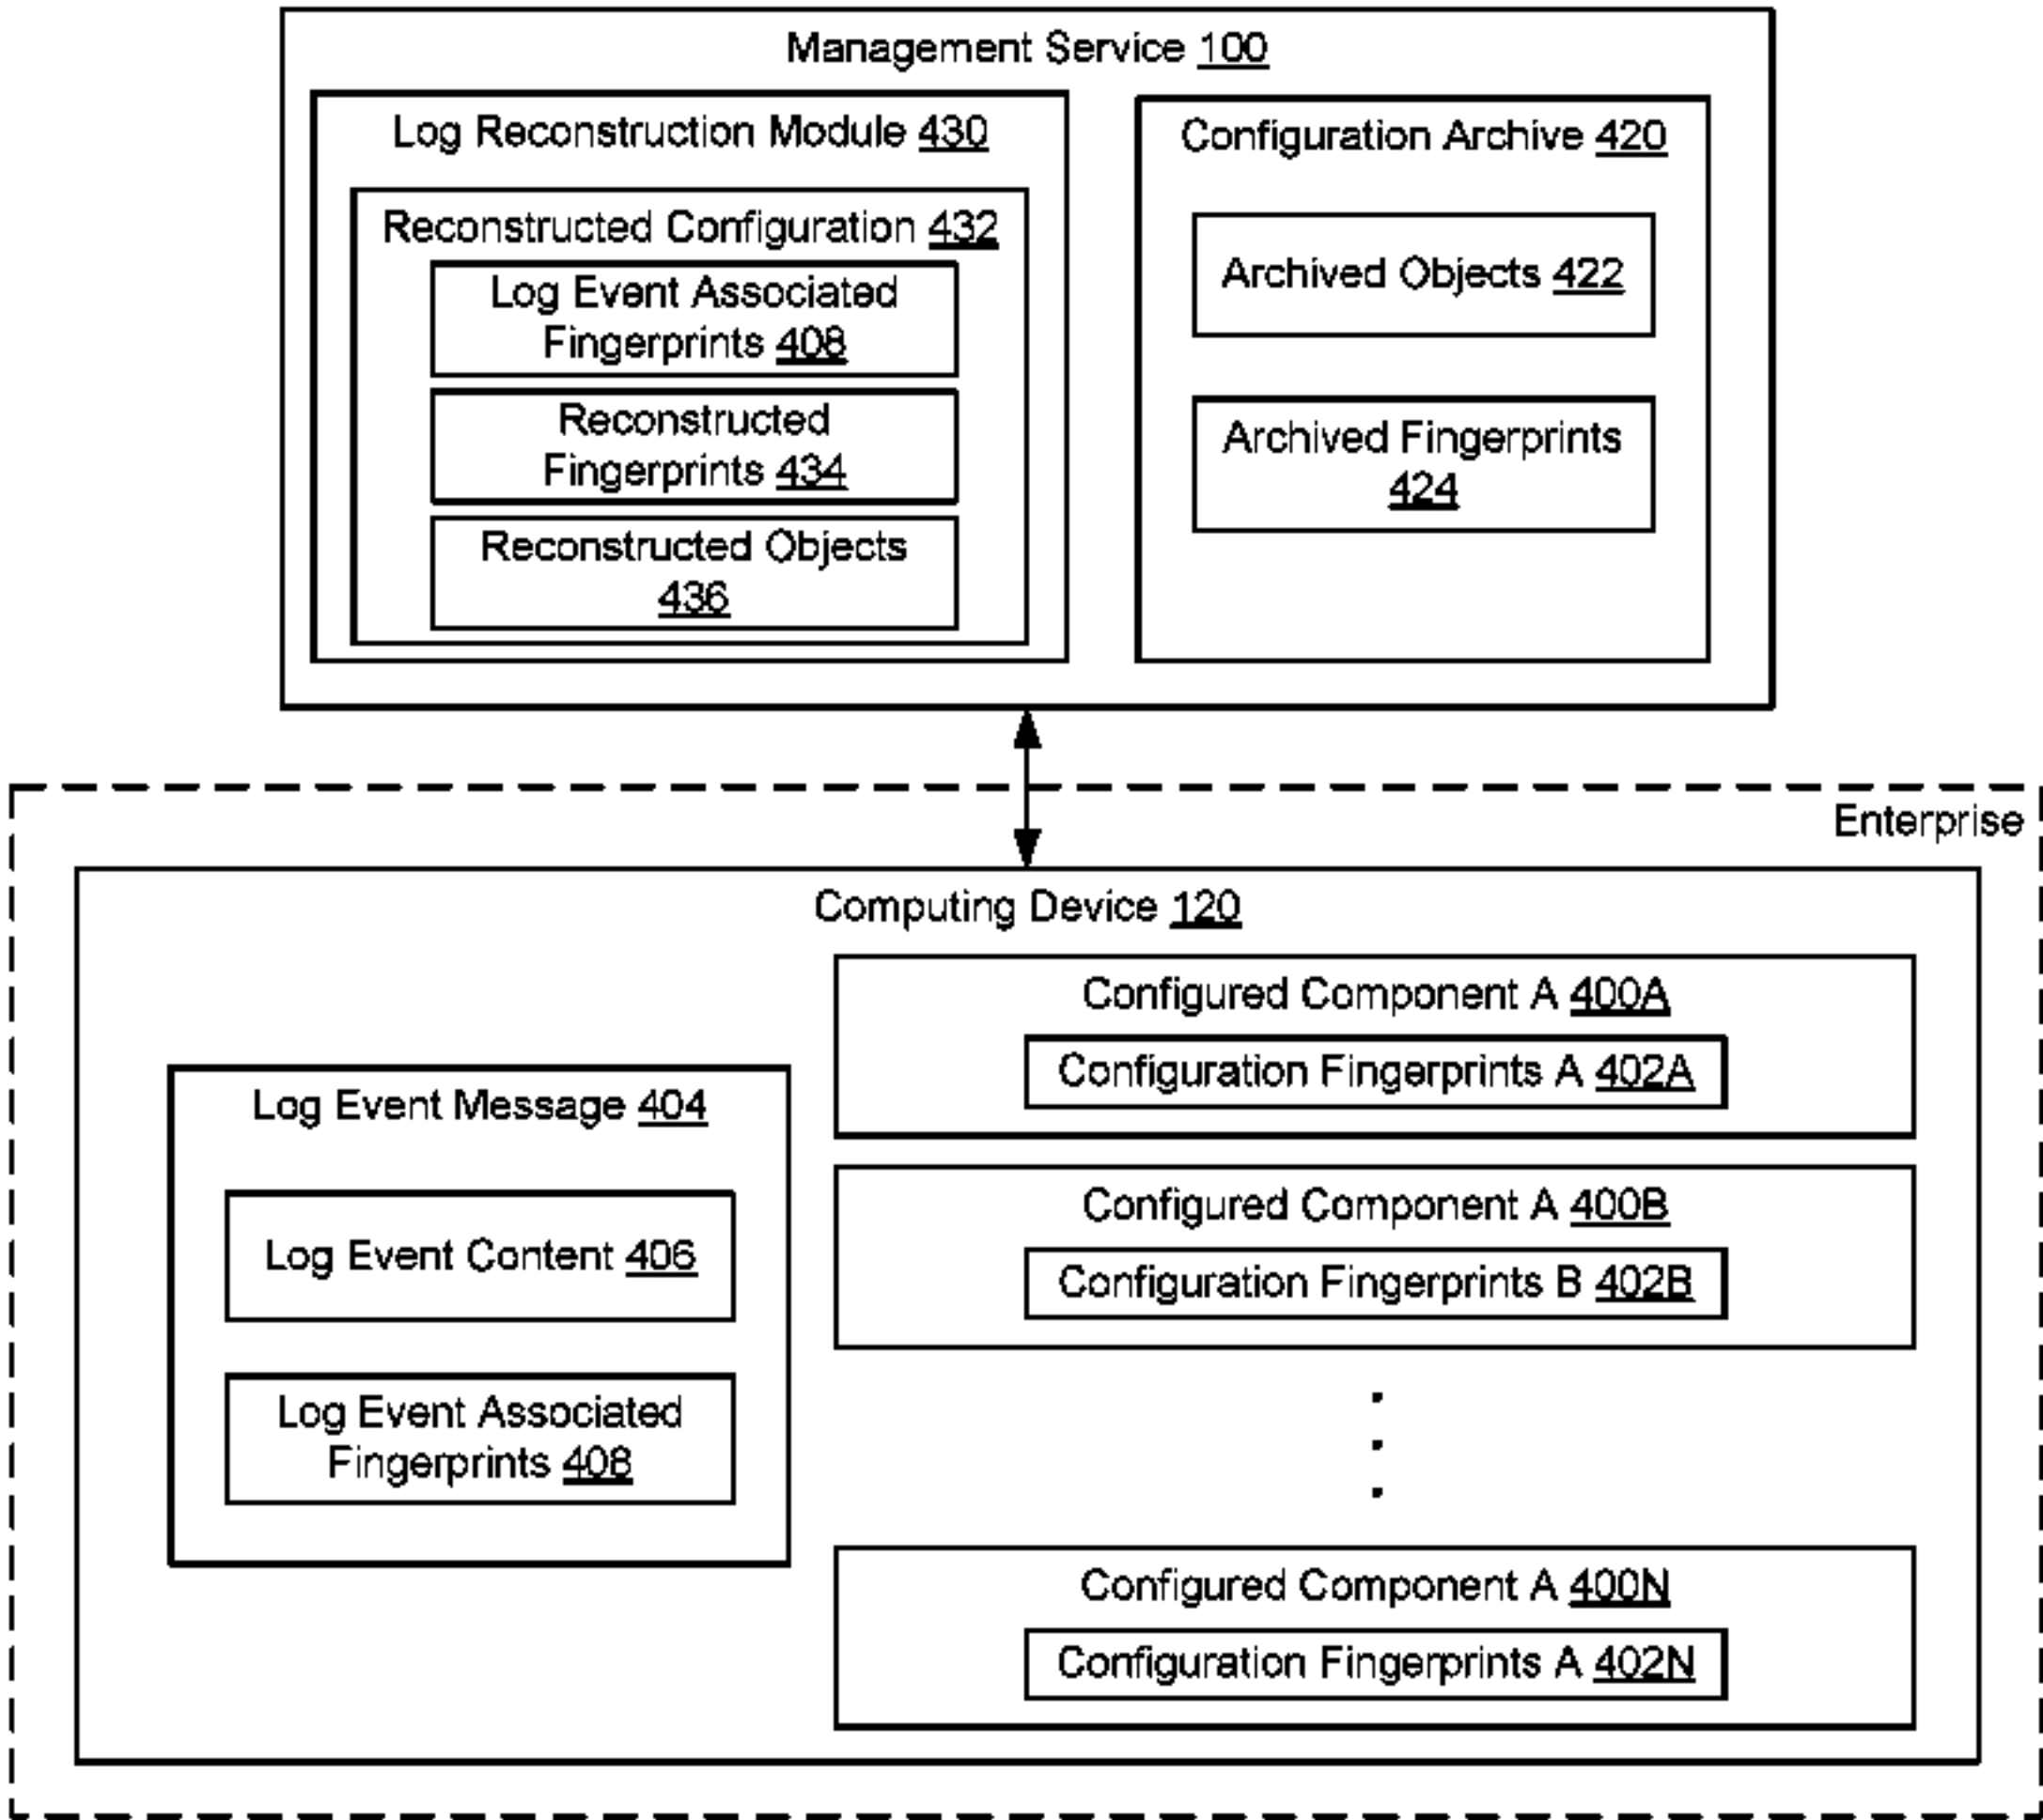 Management Service 100
Log Reconstruction Module 430
Reconstructed Configuration 432
Log Event Associated
Fingerprints 408
Reconstructed
Fingerprints 434
Reconstructed Objects
436
Configuration Archive 420
Archived Objects 422
Archived Fingerprints
424
Enterprise
Computing Device 120
Log Event Message 404
Log Event Content 406
Log Event Associated
Fingerprints 408
Configured Component A 400A
Configuration Fingerprints A 402A
Configured Component A 400B
Configuration Fingerprints B 402B
Configured Component A 400N
Configuration Fingerprints A 402N